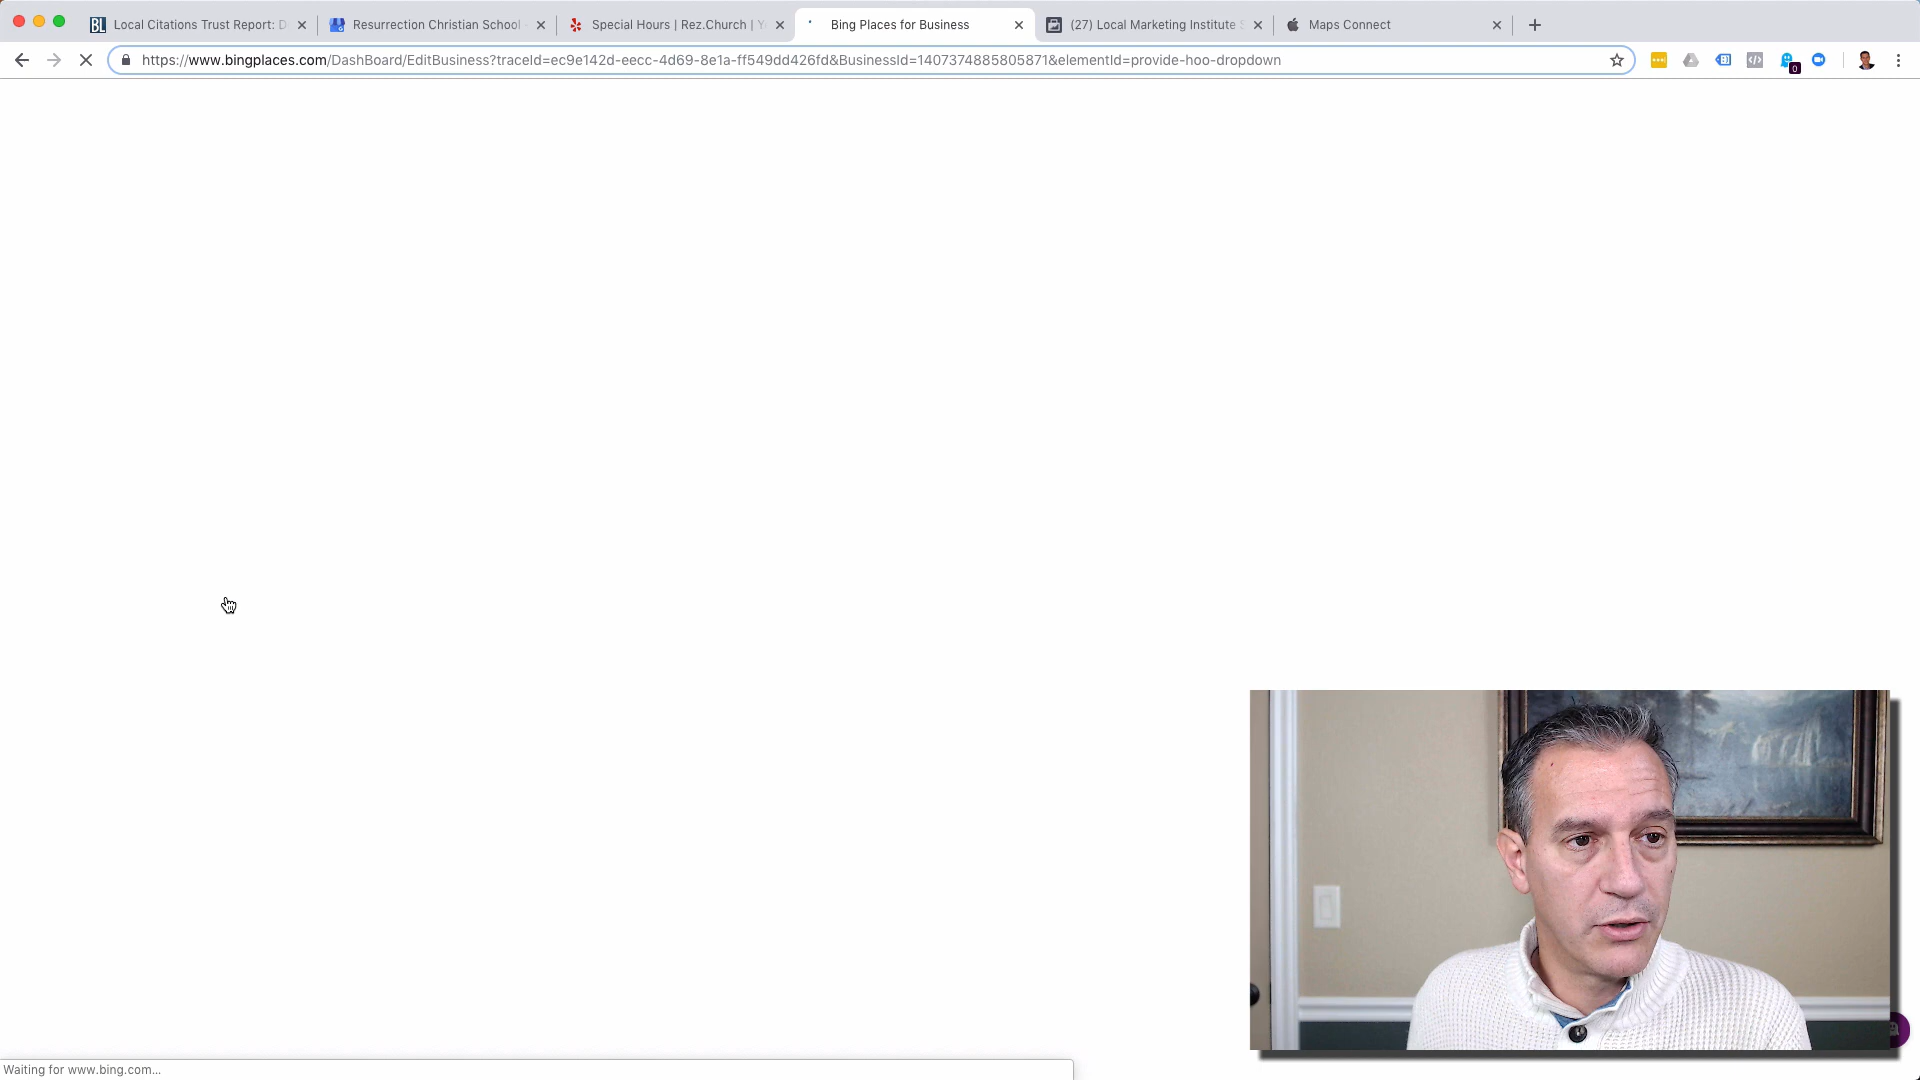 BL Local Citations Trust Report: D
Resurrection Christian School -
Special Hours | Rez.Church | Y
Bing Places for Business
(27) Local Marketing Institute S
Maps Connect
https://www.bingplaces.com/DashBoard/EditBusiness?traceId=ec9e142d-eecc-4d69-8e1a-ff549dd426fd&BusinessId=1407374885805871&elementId=provide-hoo-dropdown
0
Waiting for www.bing.com...